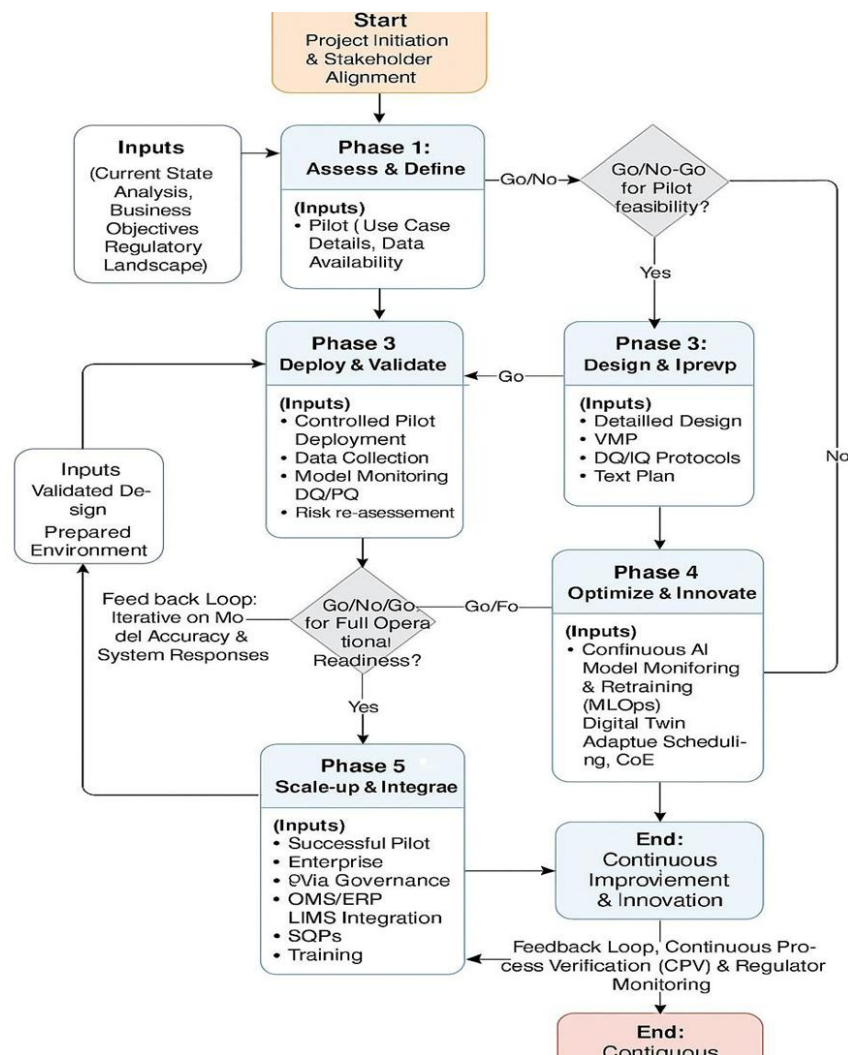 Start
Project Initiation
& Stakeholder
Alignment
Inputs
(Current State
Analysis,
Business
Objectives
Regulatory
Landscape)
Phase 1:
Assess & Define
(Inputs)
• Pilot (Use Case
Details, Data
Availability
Go/No
Go/No-Go
for Pilot
feasibility?
Yes
No
Phase 3
Deploy & Validate
(Inputs)
• Controlled Pilot
Deployment
• Data Collection
• Model Monitoring
DQ/PQ
• Risk re-asessement
Go
Pnase 3:
Design & Iprevp
(Inputs)
• Detailled Design
• VMP
• DQ/IQ Protocols
• Text Plan
Inputs
Validated De-
sign
Prepared
Environment
Feed back Loop:
Iterative on Mo
del Accuracy &
System Responses
Go/No/Go
for Full Opera
tional
Readiness?
Go/Fo
Yes
Phase 4
Optimize & Innovate
(Inputs)
• Continuous AI
Model Moniforing
& Retraining
(MLOps)
Digital Twin
Adaptue Scheduli-
ng, CoE
Phase 5
Scale-up & Integrae
(Inputs)
• Successful Pilot
• Enterprise
• Via Governance
• OMS/ERP
LIMS Integration
• SQPs
• Training
End:
Continuous
Improviement
& Innovation
Feedback Loop, Continuous Pro-
cess Verification (CPV) & Regulator
Monitoring
End:
Contiguous